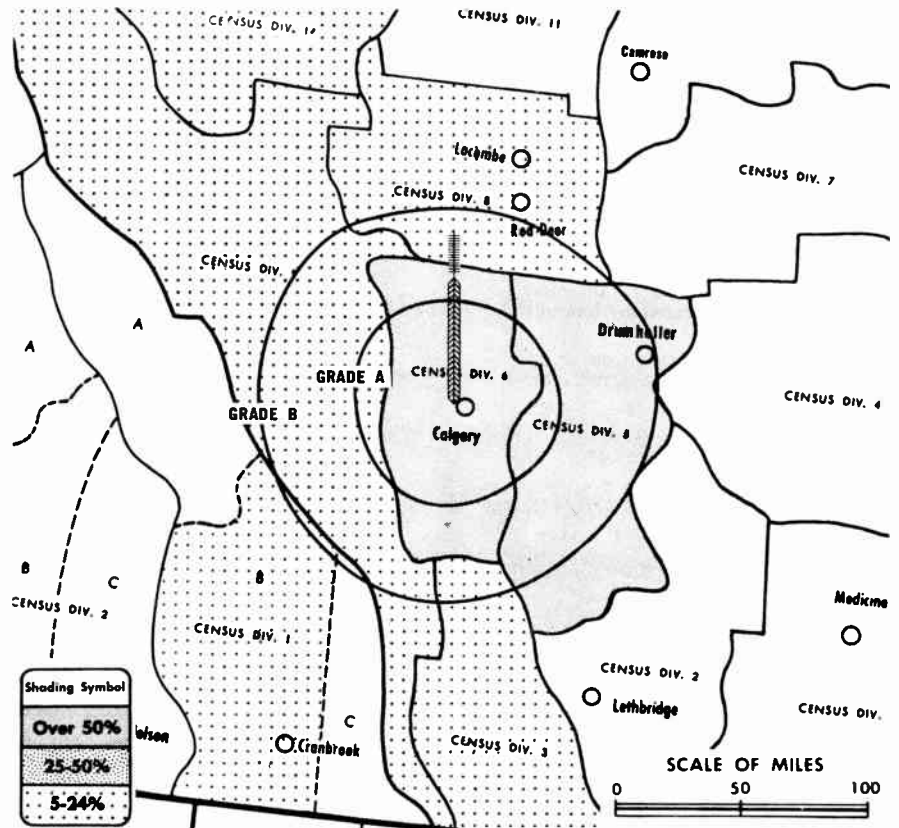 CENSUS DIV. 14
CENSUS DIV. 11
Camrose
Lacombe
CENSUS DIV. 7
CENSUS DIV. 8
Red Deer
CENSUS DIV.
A
A
Drumheller
GRADE A
CENSUS DIV. 6
CENSUS DIV. 4
GRADE B
Calgary
CENSUS DIV. 5
B
C
B
CENSUS DIV. 2
CENSUS DIV. 1
Medicine
CENSUS DIV. 2
Shading Symbol
Over 50%
25-50%
5-24%
elson
Cranbrook
C
Lethbridge
CENSUS DIV.
CENSUS DIV. 3
SCALE OF MILES
0 50 100